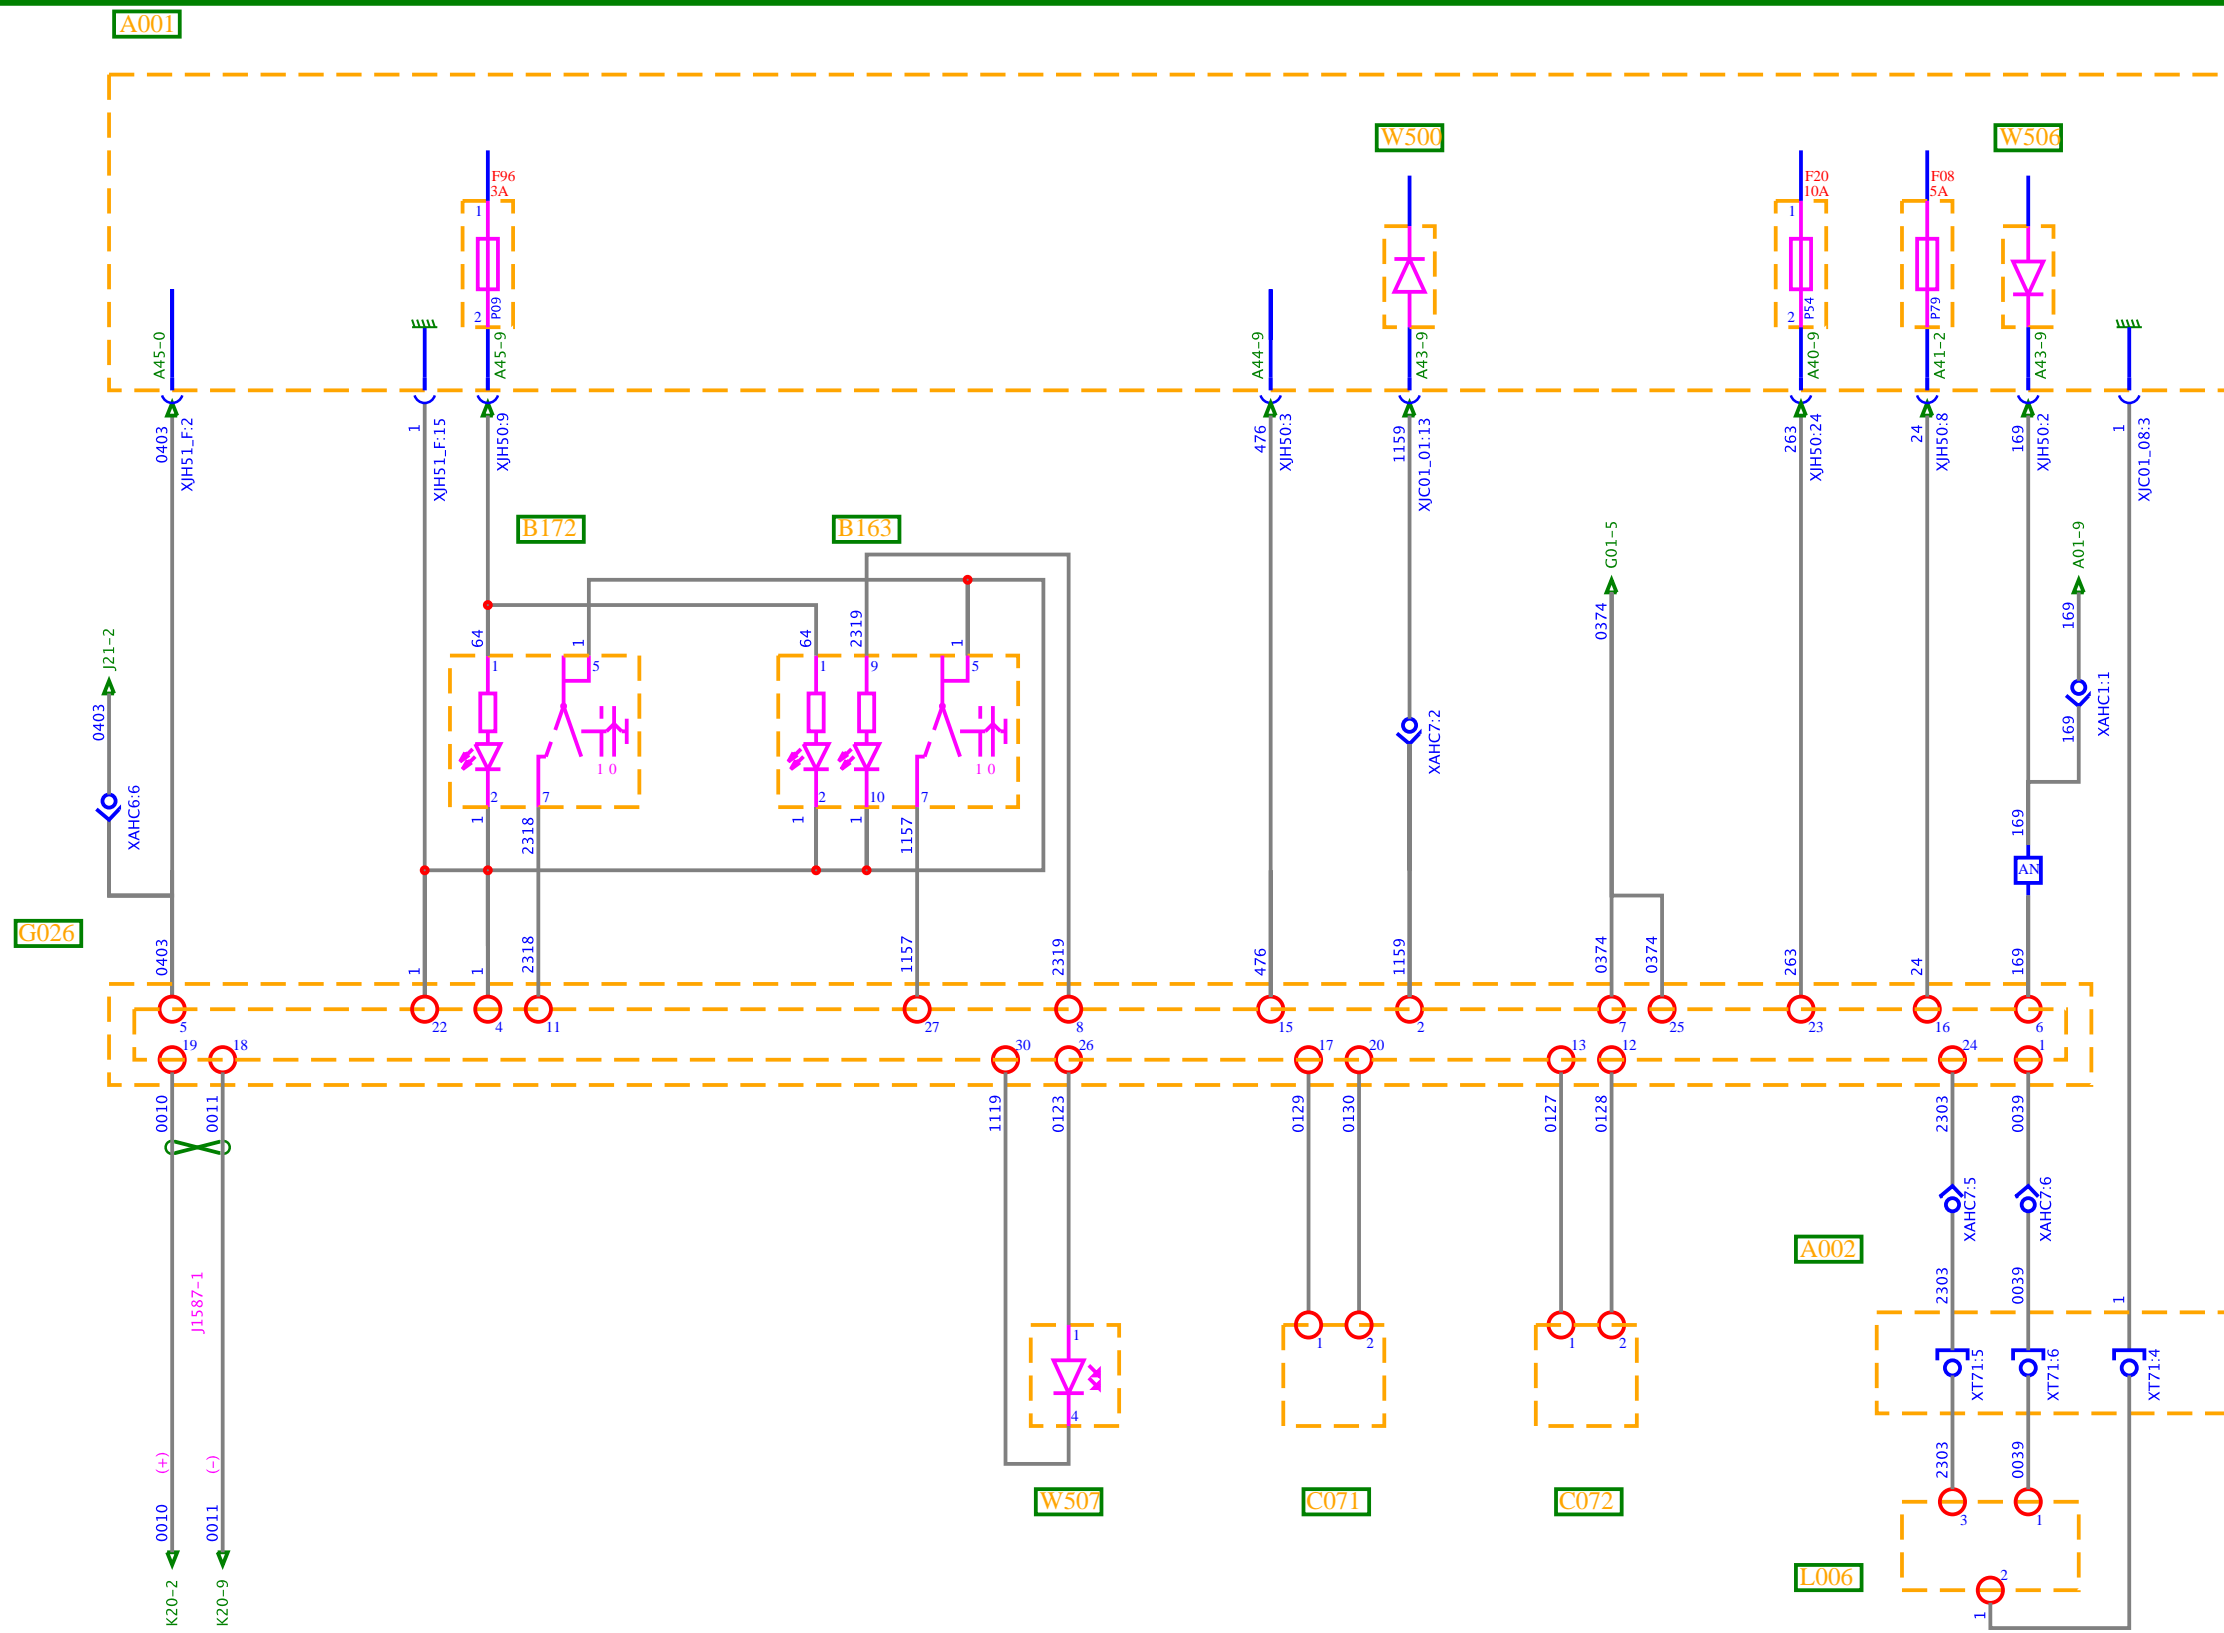 A001
W500
W506
F96
3A
F20
10A
F08
5A
1
1
2
P09
2
P54
P79
A45-0
A45-9
A44-9
A43-9
A40-9
A41-2
A43-9
0403
XJH51_F:2
1
XJH51_F:15
XJH50:9
476
XJH50:3
1159
XJC01_01:13
263
XJH50:24
24
XJH50:8
169
XJH50:2
1
XJC01_08:3
B172
B163
G01-5
A01-9
J21-2
64
1
64
2319
1
0374
169
1
5
1
9
5
0403
XAHC7:2
169
XAHC1:1
1 0
1 0
2
7
2
10
7
XAHC6:6
1
2318
1
1
1157
169
AN
G026
0403
1
1
2318
1157
2319
476
1159
0374
0374
263
24
169
5
22
4
11
27
8
15
2
7
25
23
16
6
19
18
30
26
17
20
13
12
24
1
0010
0011
1119
0123
0129
0130
0127
0128
2303
0039
XAHC7:5
XAHC7:6
A002
J1587-1
2303
0039
1
1
1
2
1
2
XT71:5
XT71:6
XT71:4
4
(+)
(-)
2303
0039
W507
C071
C072
0010
0011
3
1
K20-2
K20-9
L006
2
1